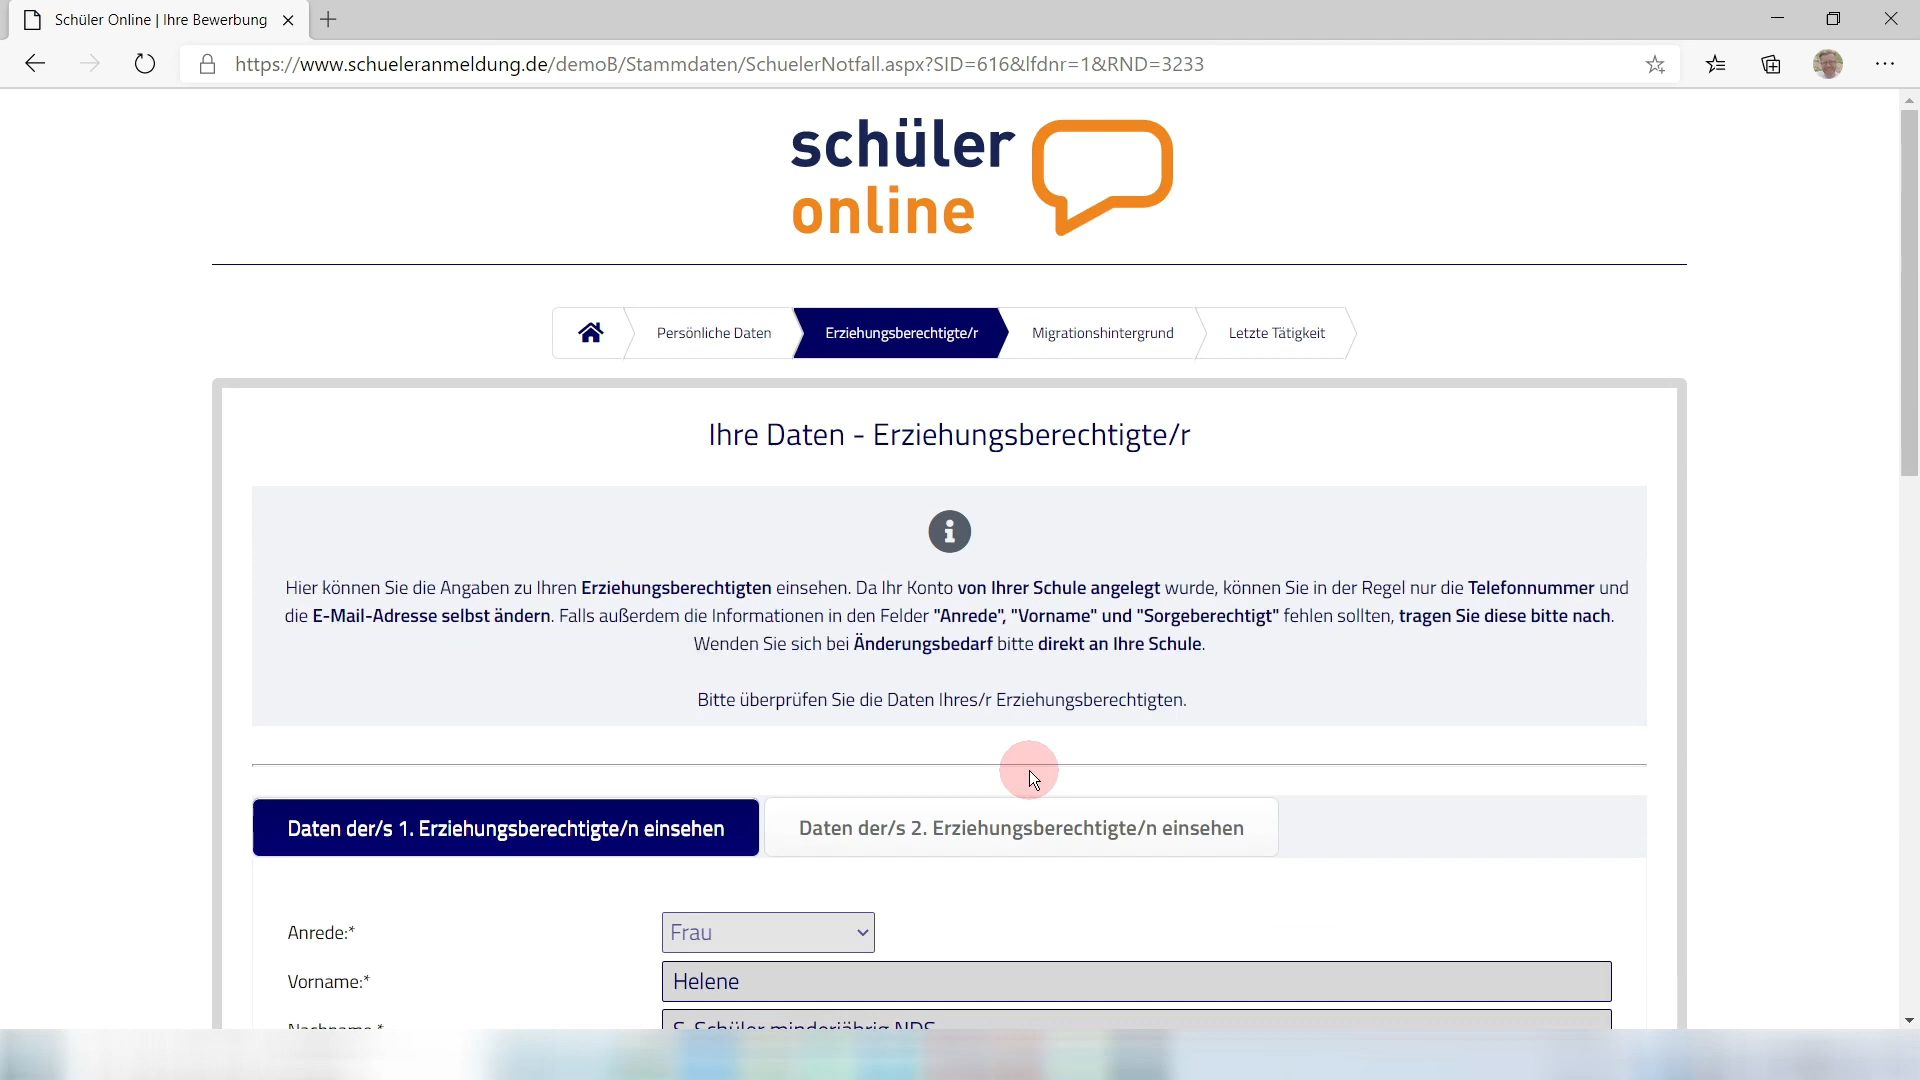 Schüler Online | Ihre Bewerbung
https://www.schueleranmeldung.de/demoB/Stammdaten/SchuelerNotfall.aspx?SID=616&lfdnr=1&RND=3233
schüler
online
Persönliche Daten
Erziehungsberechtigte/r
Migrationshintergrund
Letzte Tätigkeit
Ihre Daten - Erziehungsberechtigte/r
Hier können Sie die Angaben zu Ihren Erziehungsberechtigten einsehen. Da Ihr Konto von Ihrer Schule angelegt wurde, können Sie in der Regel nur die Telefonnummer und
die E-Mail-Adresse selbst ändern. Falls außerdem die Informationen in den Felder "Anrede", "Vorname" und "Sorgeberechtigt" fehlen sollten, tragen Sie diese bitte nach.
Wenden Sie sich bei Änderungsbedarf bitte direkt an Ihre Schule.
Bitte überprüfen Sie die Daten Ihres/r Erziehungsberechtigten.
Daten der/s 1. Erziehungsberechtigte/n einsehen
Daten der/s 2. Erziehungsberechtigte/n einsehen
Anrede:*
Frau
Vorname:*
Helene
Nachname:*
S-Schüler minderjährig NDS